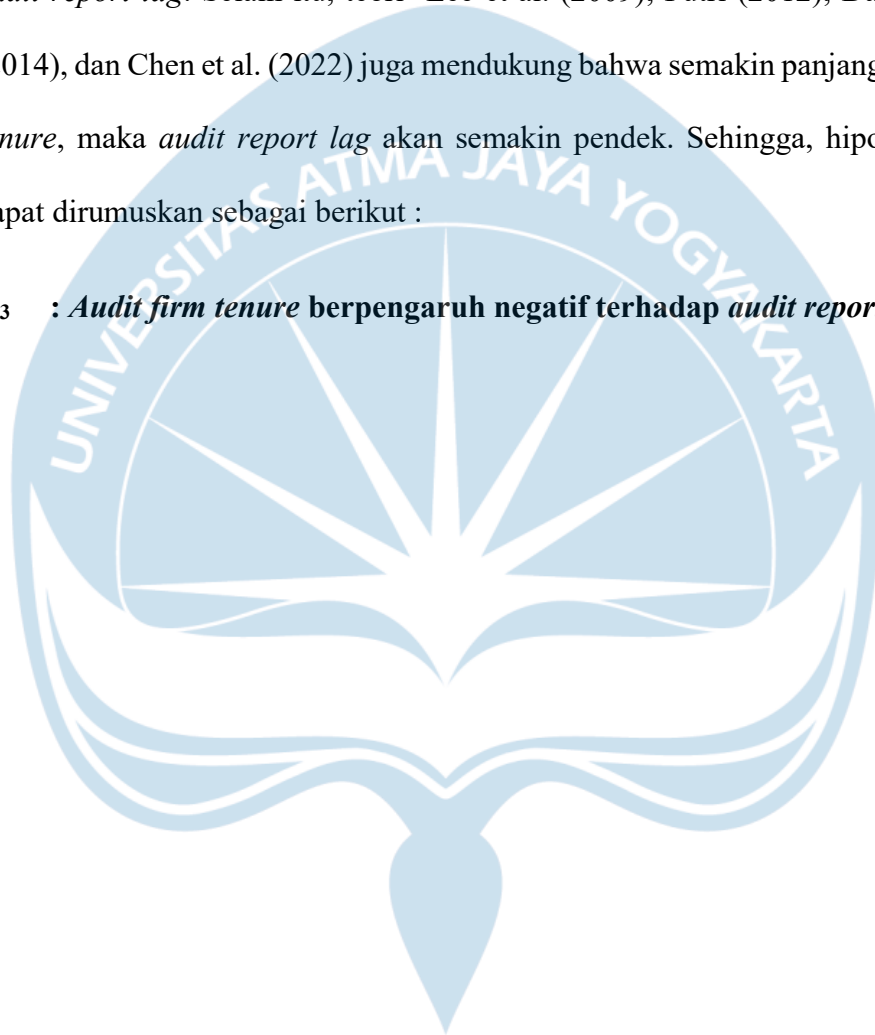 audit report lag. Selain itu, teori Lee et al. (2009), (2012),
2014), dan Chen et al. (2022) juga mendukung bahwa semakin panjang
nure, maka audit report lag akan semakin pendek. Sehingga, hipo
apat dirumuskan sebagai berikut :
3 : Audit firm tenure berpengaruh negatif terhadap audit repor
UNIVERSITAS ATMA JAYA YOGYAKARTA